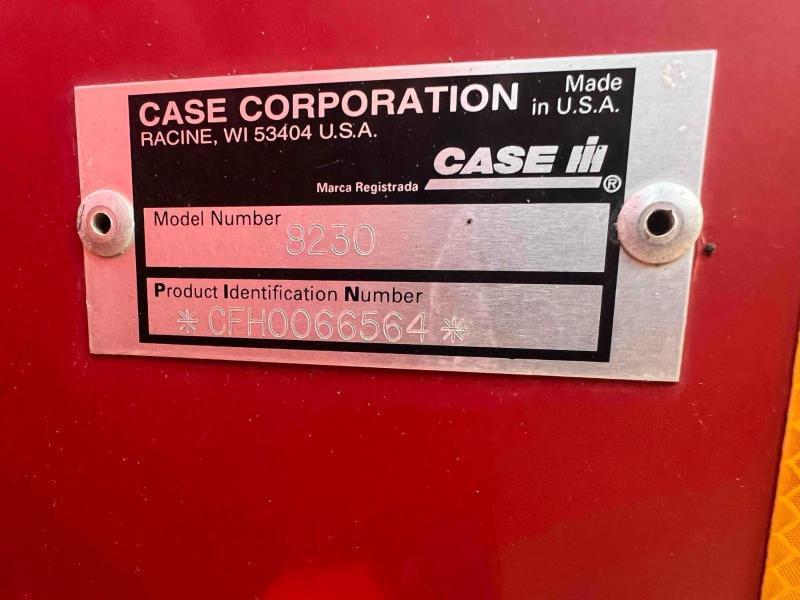 CASE CORPORATION Made in U.S.A.
RACINE, WI 53404 U.S.A.
CASE IH
Marca Registrada ®
Model Number
8230
Product Identification Number
*CFH0066564*